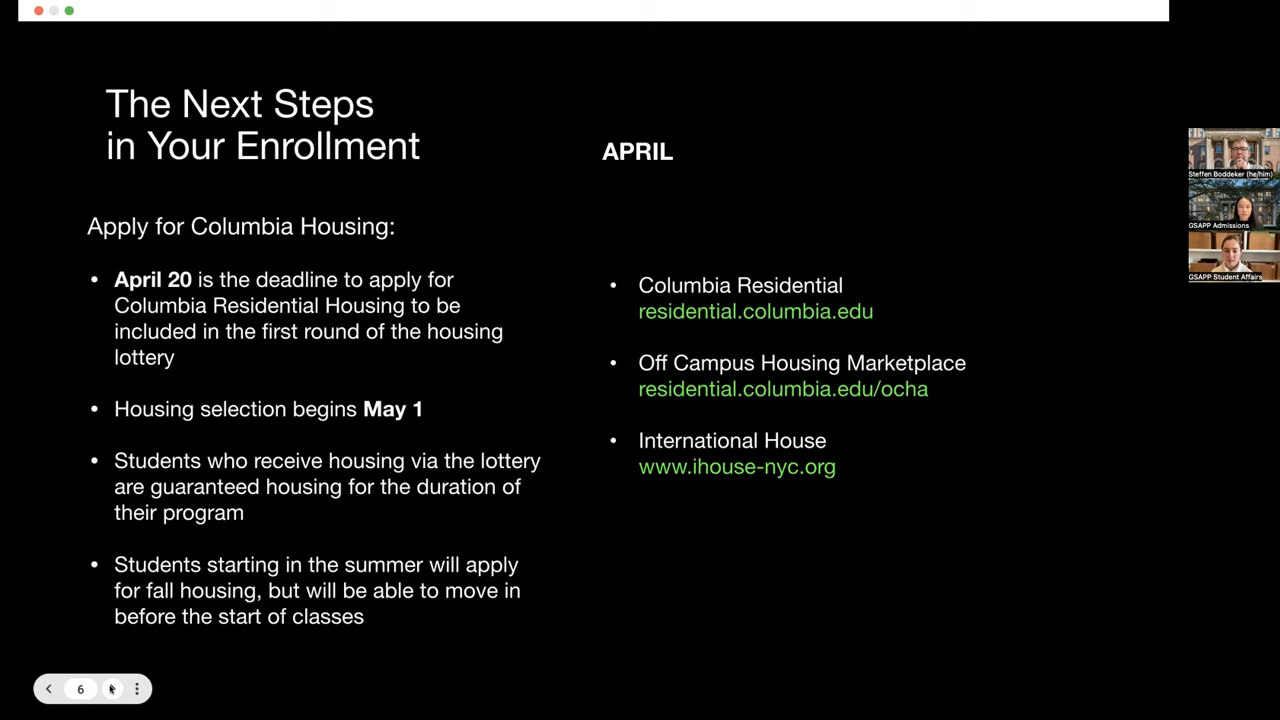 The Next Steps
in Your Enrollment
APRIL
Apply for Columbia Housing:
• April 20 is the deadline to apply for
Columbia Residential Housing to be
included in the first round of the housing
lottery
• Housing selection begins May 1
• Students who receive housing via the lottery
are guaranteed housing for the duration of
their program
• Students starting in the summer will apply
for fall housing, but will be able to move in
before the start of classes
• Columbia Residential
residential.columbia.edu
• Off Campus Housing Marketplace
residential.columbia.edu/ocha
• International House
www.ihouse-nyc.org
Steffen Boddeker (he/him)
GSAPP Admissions
GSAPP Student Affairs
6